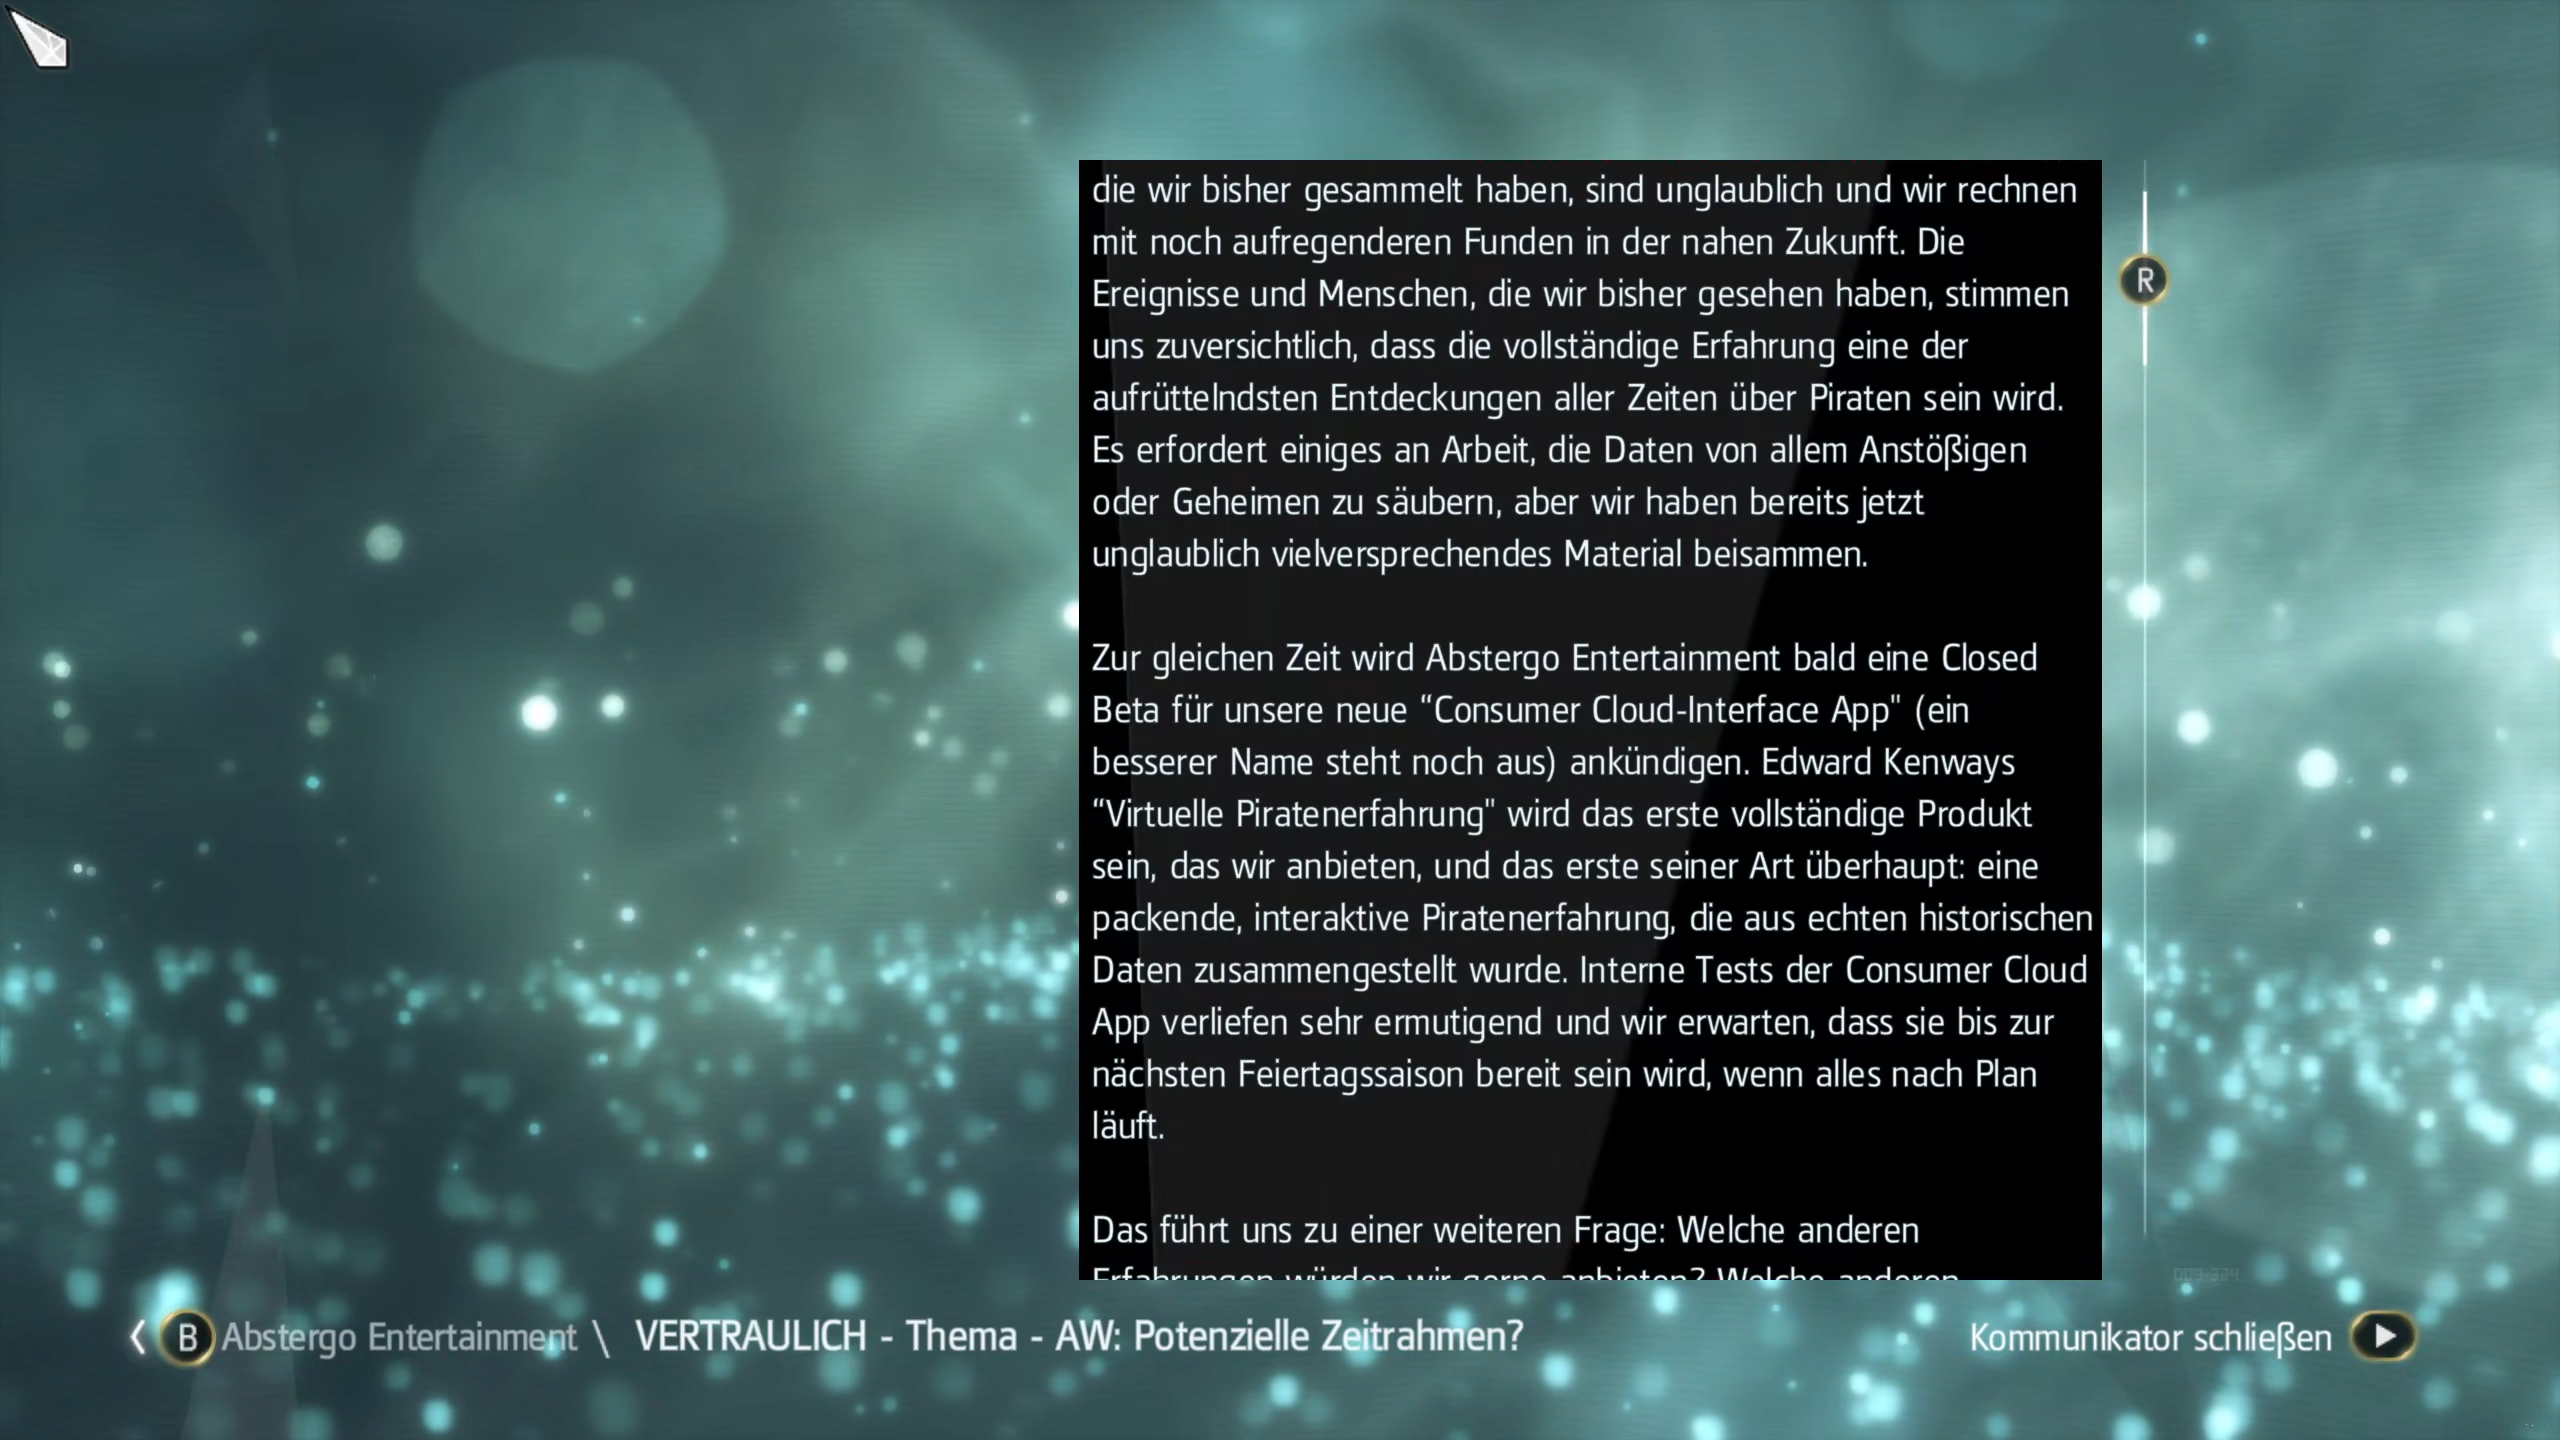 die wir bisher gesammelt haben, sind unglaublich und wir rechnen
mit noch aufregenderen Funden in der nahen Zukunft. Die
Ereignisse und Menschen, die wir bisher gesehen haben, stimmen
uns zuversichtlich, dass die vollständige Erfahrung eine der
aufrüttelndsten Entdeckungen aller Zeiten über Piraten sein wird.
Es erfordert einiges an Arbeit, die Daten von allem Anstößigen
oder Geheimen zu säubern, aber wir haben bereits jetzt
unglaublich vielversprechendes Material beisammen.
Zur gleichen Zeit wird Abstergo Entertainment bald eine Closed
Beta für unsere neue “Consumer Cloud-Interface App" (ein
besserer Name steht noch aus) ankündigen. Edward Kenways
“Virtuelle Piratenerfahrung" wird das erste vollständige Produkt
sein, das wir anbieten, und das erste seiner Art überhaupt: eine
packende, interaktive Piratenerfahrung, die aus echten historischen
Daten zusammengestellt wurde. Interne Tests der Consumer Cloud
App verliefen sehr ermutigend und wir erwarten, dass sie bis zur
nächsten Feiertagssaison bereit sein wird, wenn alles nach Plan
läuft.
Das führt uns zu einer weiteren Frage: Welche anderen
Erfahrungen würden wir gerne anbieten? Welche anderen
R
B Abstergo Entertainment \ VERTRAULICH - Thema - AW: Potenzielle Zeitrahmen?
Kommunikator schließen